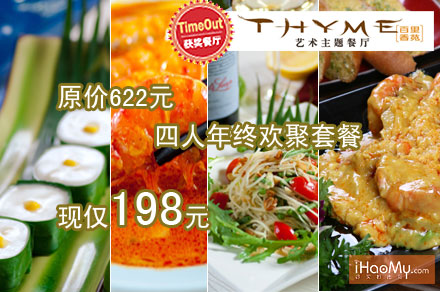 TimeOut
获奖餐厅
THYME
艺术主题餐厅
百里香苑
原价622元
四人年终欢聚套餐
现仅198元
iHaoMy.com